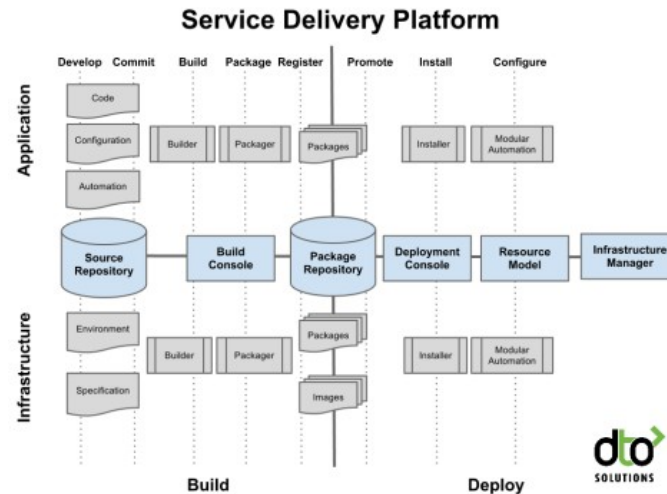 Service Delivery Platform
Develop Commit Build Package Register Promote Install Configure
Application
Code
Configuration
Builder
Packager
Packages
Installer
Modular
Automation
Automation
Source
Repository
Build
Console
Package
Repository
Deployment
Console
Resource
Model
Infrastructure
Manager
Infrastructure
Environment
Specification
Builder
Packager
Packages
Images
Installer
Modular
Automation
Build
Deploy
dto
SOLUTIONS